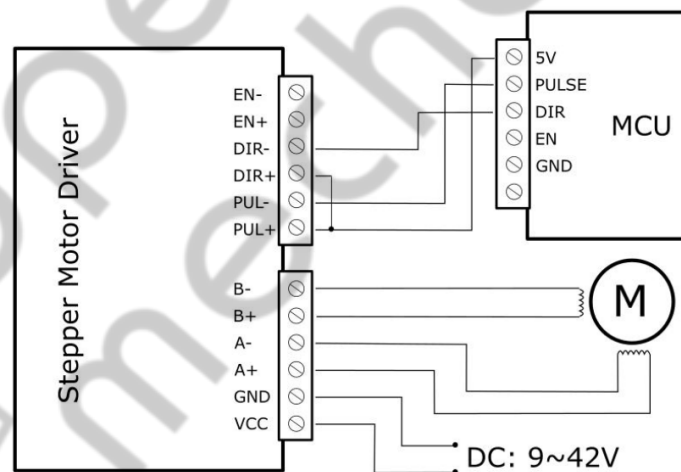 Stepper Motor Driver
EN-
EN+
DIR-
DIR+
PUL-
PUL+
B-
B+
A-
A+
GND
VCC
5V
PULSE
DIR
EN
GND
MCU
M
DC: 9~42V